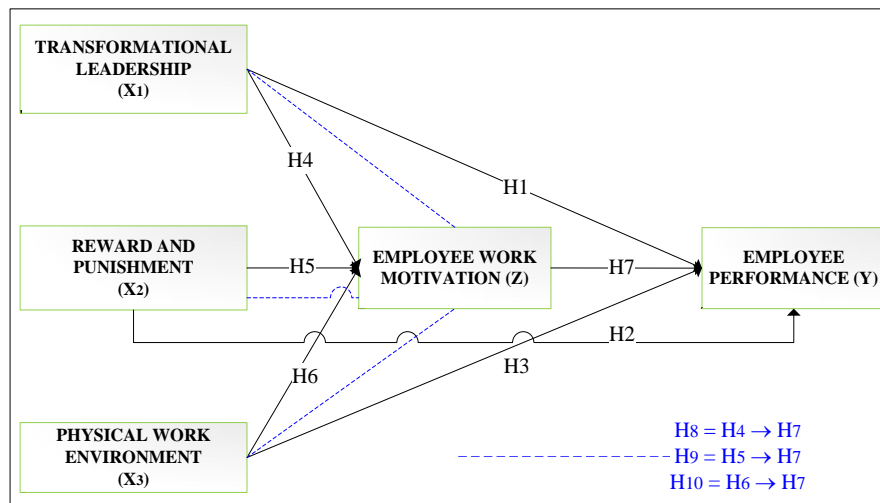 TRANSFORMATIONAL
LEADERSHIP
(X1)
H4
H1
REWARD AND
PUNISHMENT
(X2)
H5
EMPLOYEE WORK
MOTIVATION (Z)
H7
EMPLOYEE
PERFORMANCE (Y)
H2
H3
H6
PHYSICAL WORK
ENVIRONMENT
(X3)
H8 = H4 → H7
H9 = H5 → H7
H10 = H6 → H7